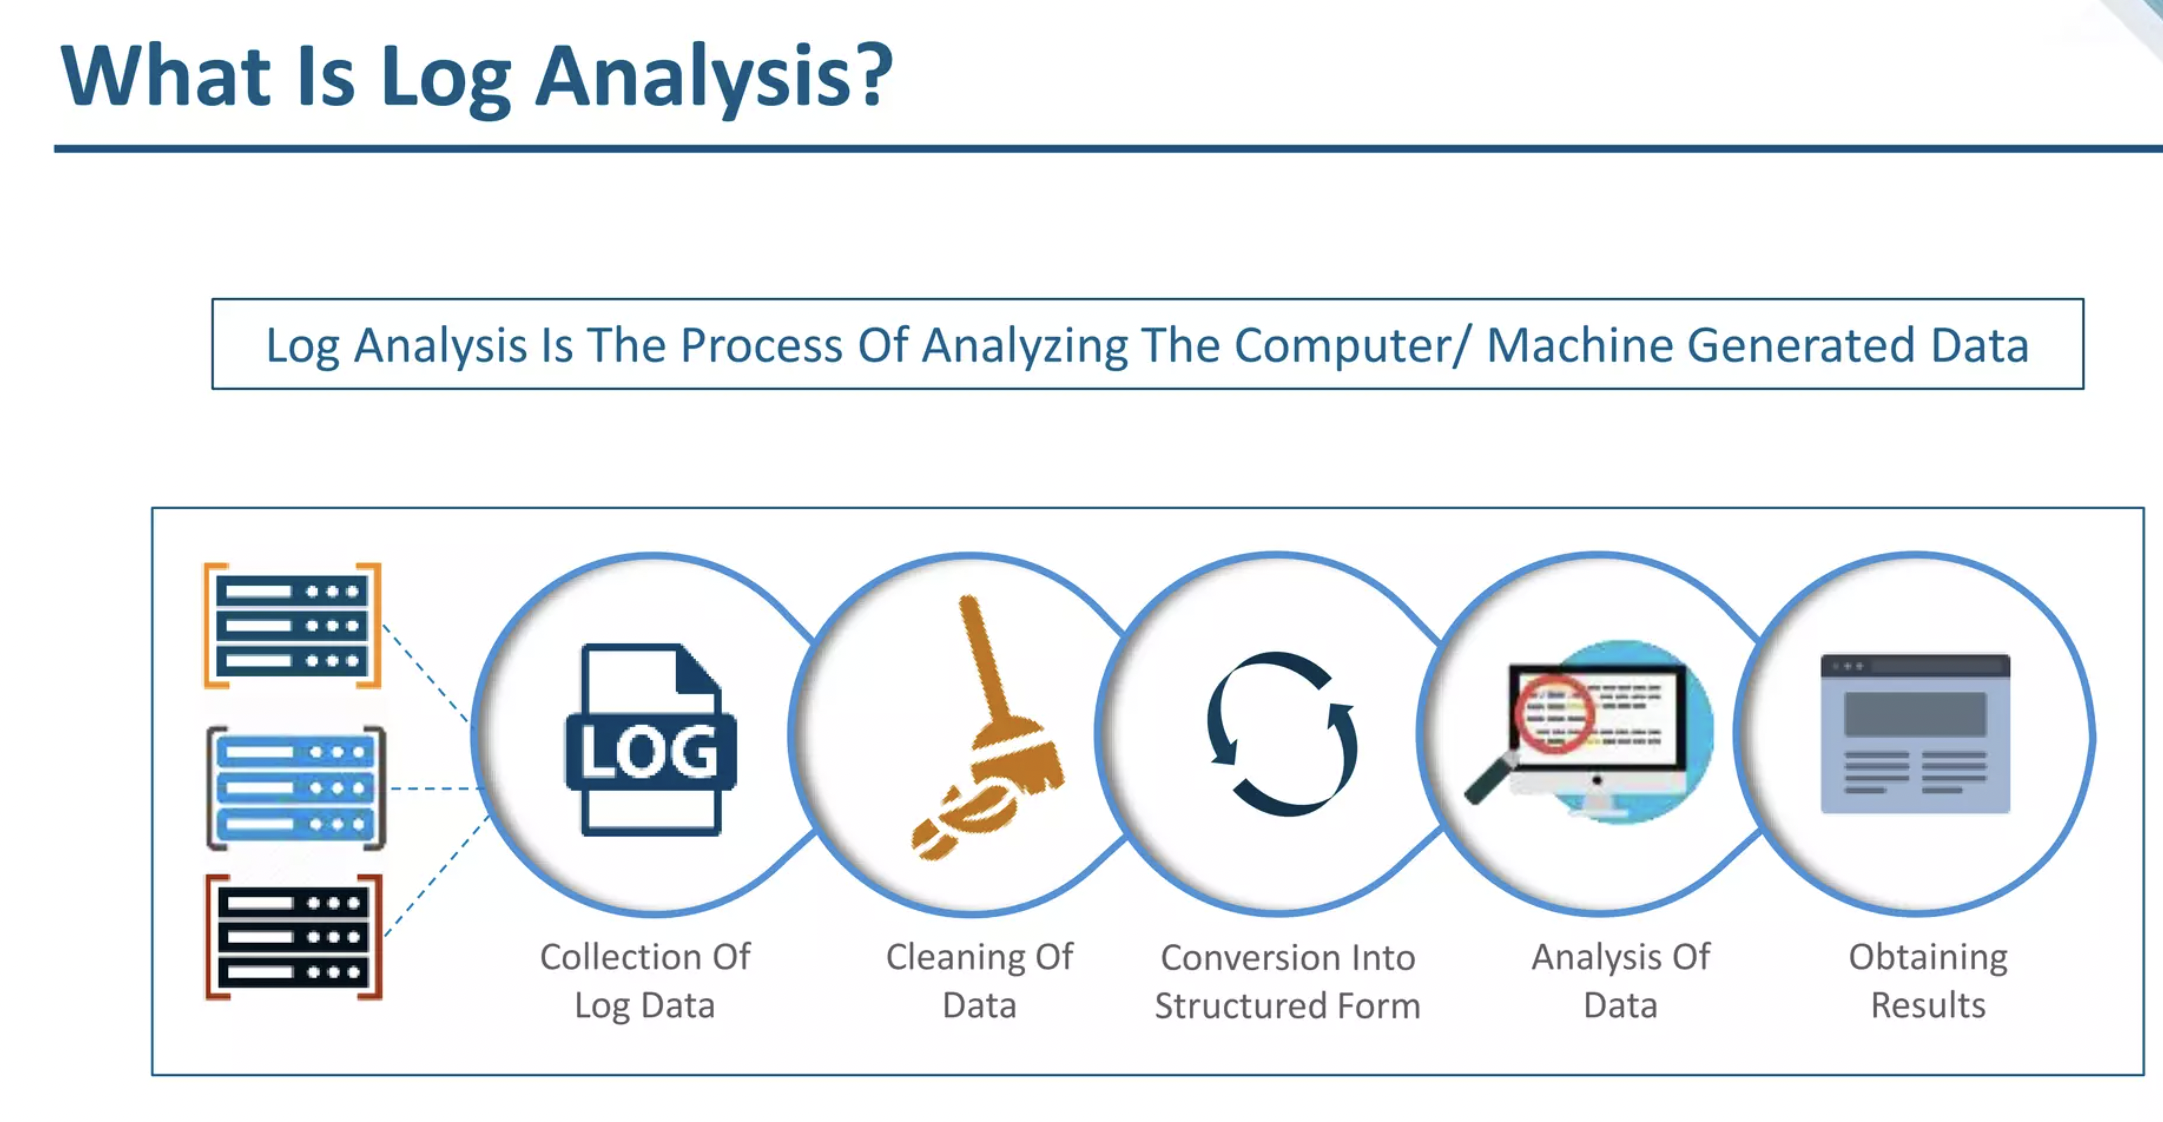 What Is Log Analysis?
Log Analysis Is The Process Of Analyzing The Computer/ Machine Generated Data
LOG
Collection Of
Log Data
Cleaning Of
Data
Conversion Into
Structured Form
Analysis Of
Data
Obtaining
Results